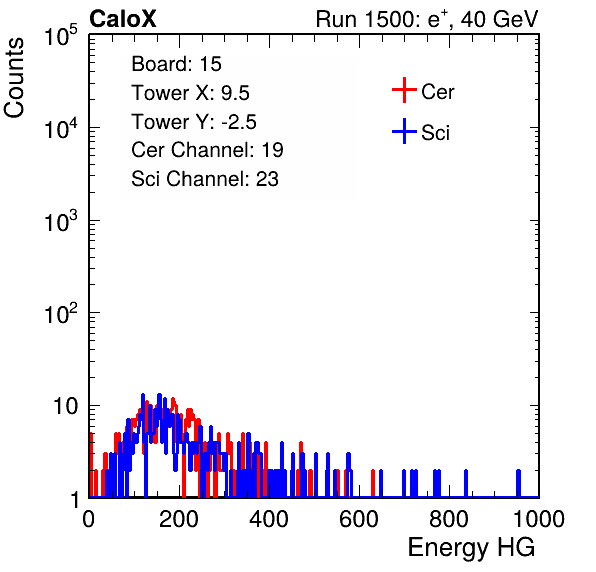 CaloX Run 1500: e⁺, 40 GeV
Board: 15
Tower X: 9.5
Tower Y: -2.5
Cer Channel: 19
Sci Channel: 23
Cer
Sci
Counts
10⁵
10⁴
10³
10²
10
1
0 200 400 600 800 1000
Energy HG